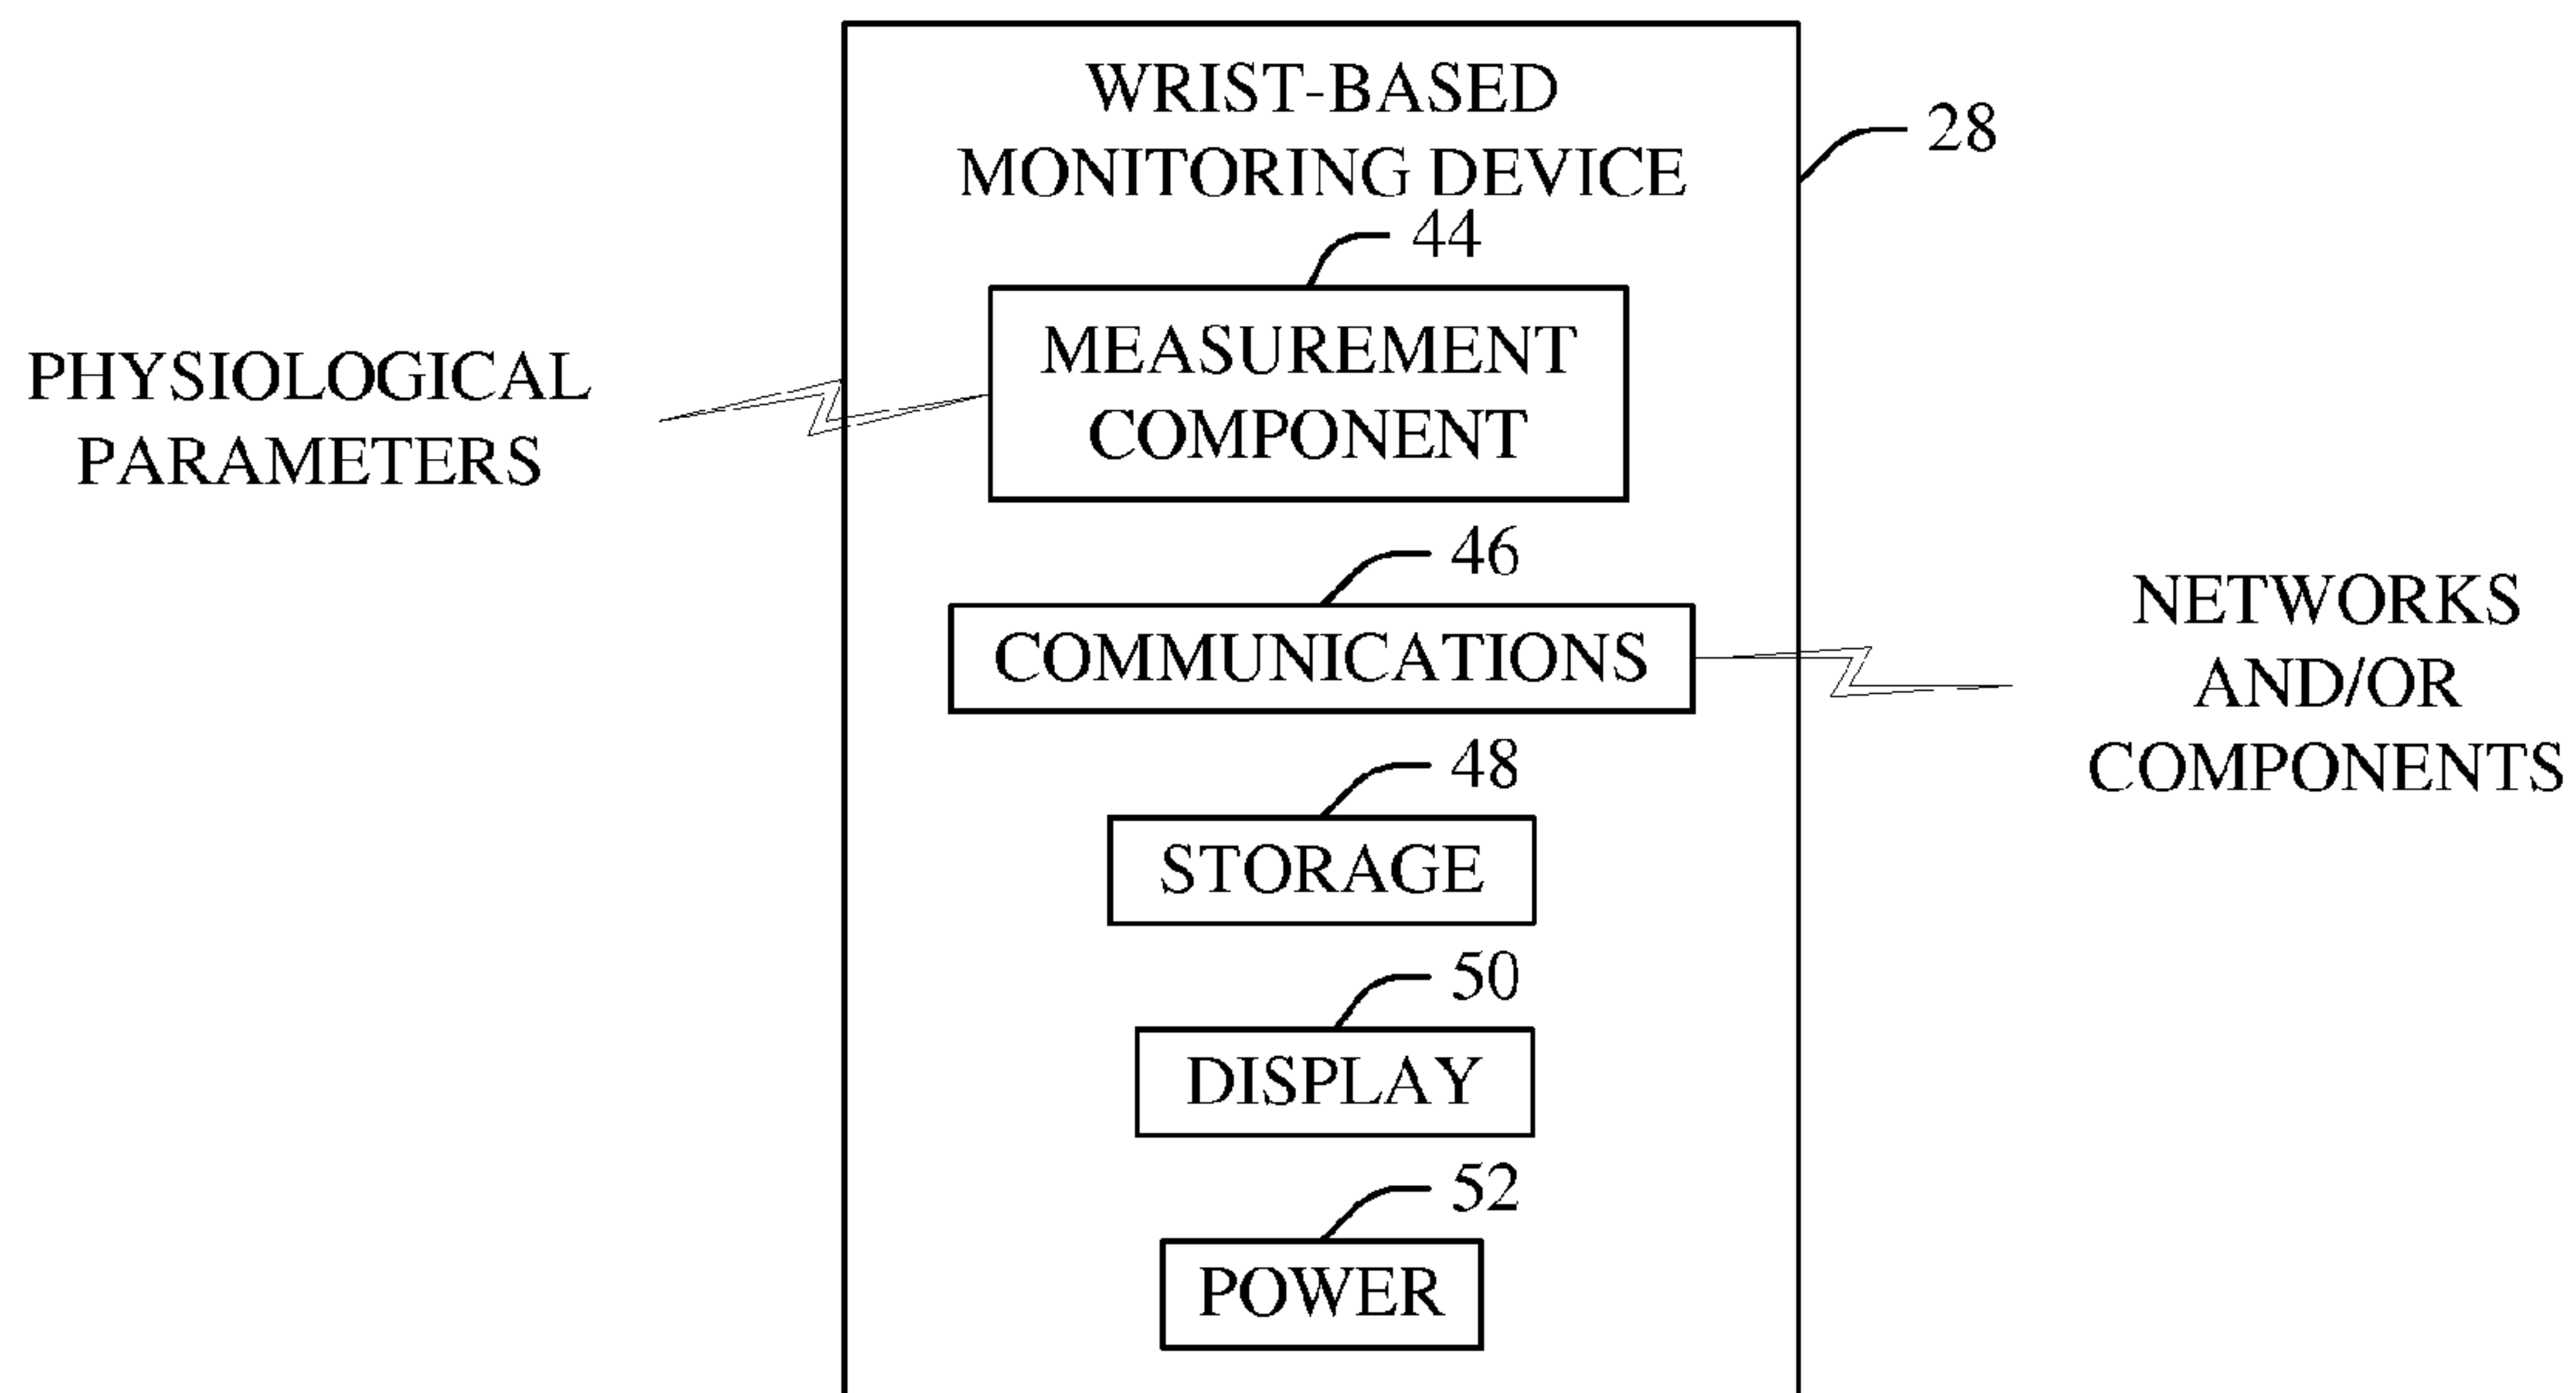 WRIST-BASED
MONITORING DEVICE
28
44
MEASUREMENT
COMPONENT
PHYSIOLOGICAL
PARAMETERS
46
COMMUNICATIONS
NETWORKS
AND/OR
COMPONENTS
48
STORAGE
50
DISPLAY
52
POWER